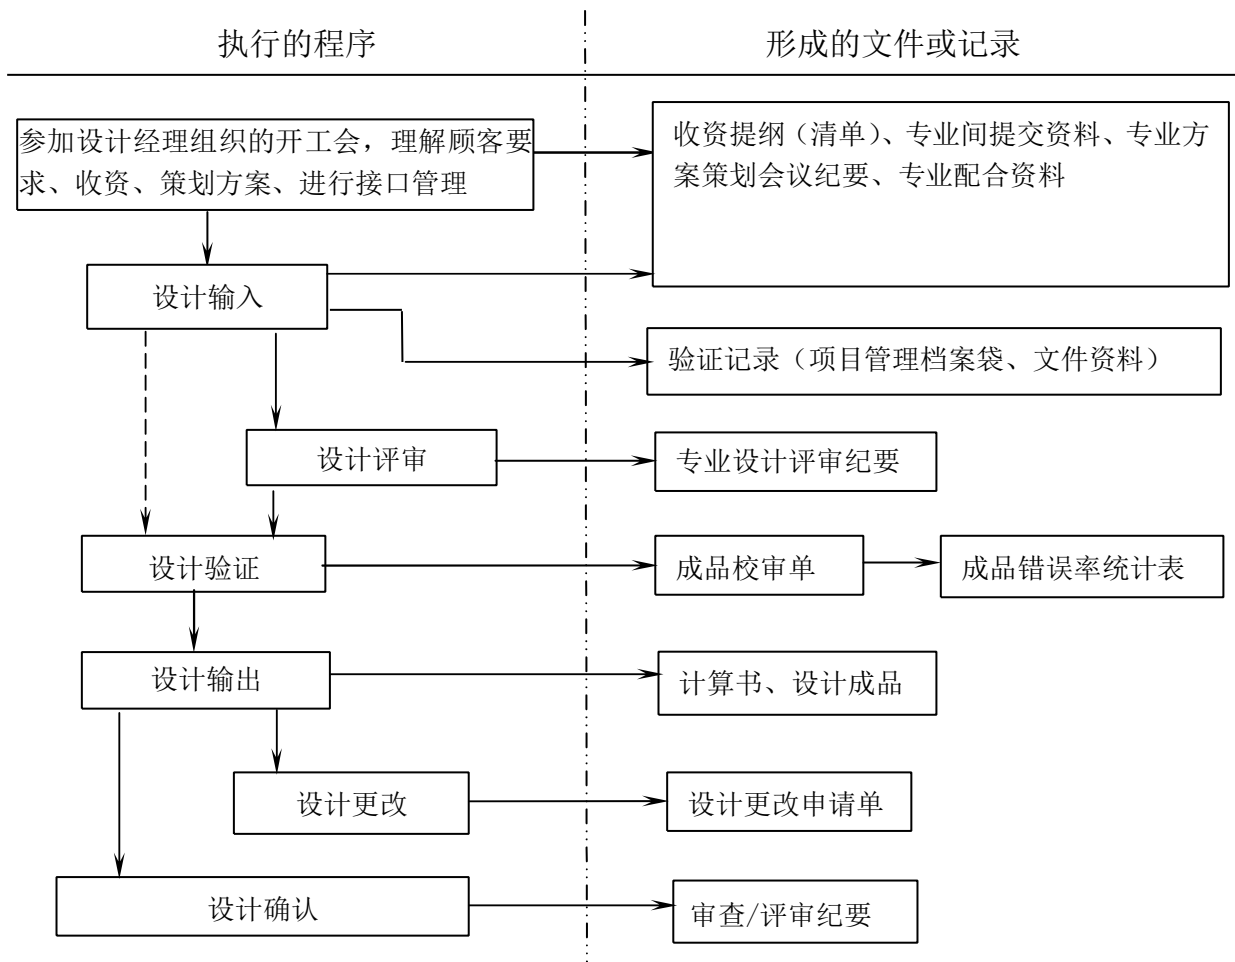 执行的程序
形成的文件或记录
参加设计经理组织的开工会，理解顾客要
求、收资、策划方案、进行接口管理
收资提纲（清单）、专业间提交资料、专业方
案策划会议纪要、专业配合资料
设计输入
验证记录（项目管理档案袋、文件资料）
设计评审
专业设计评审纪要
设计验证
成品校审单
成品错误率统计表
设计输出
计算书、设计成品
设计更改
设计更改申请单
设计确认
审查/评审纪要